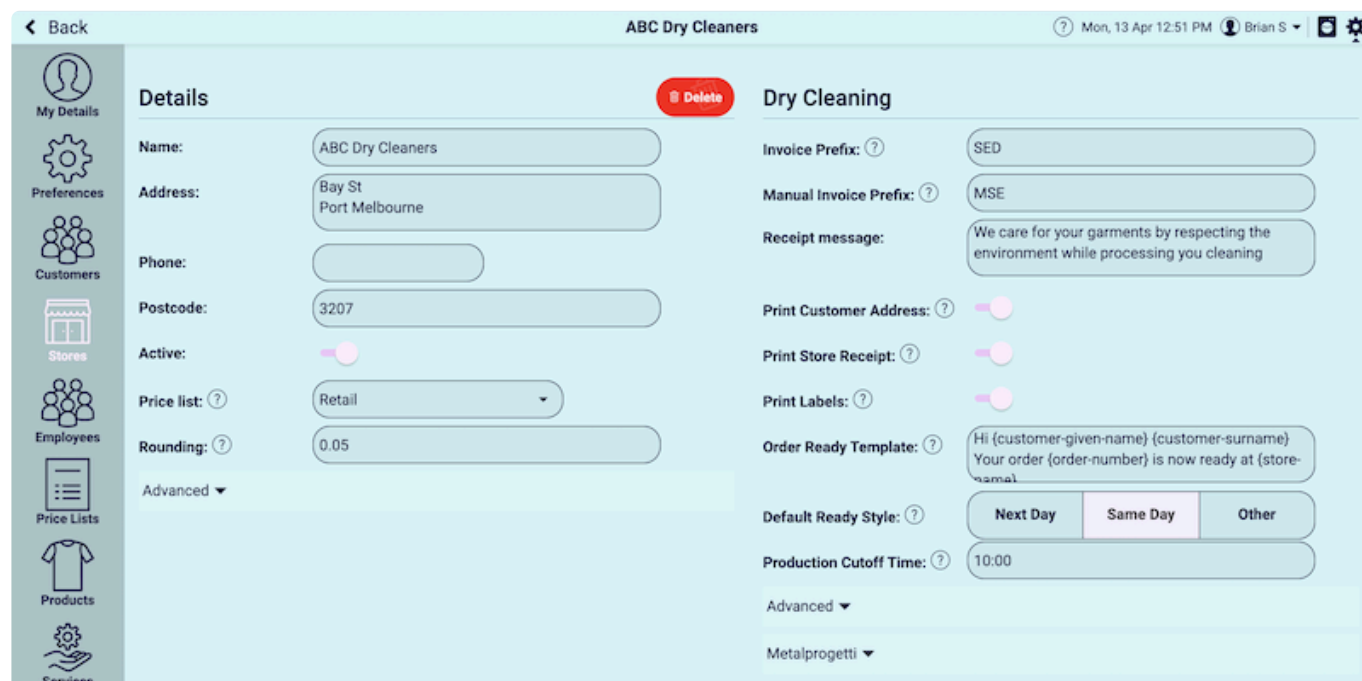 Back
ABC Dry Cleaners
? Mon, 13 Apr 12:51 PM Brian S
My Details
Preferences
Customers
Stores
Employees
Price Lists
Products
Services
Details
Delete
Name: ABC Dry Cleaners
Address: Bay St
Port Melbourne
Phone:
Postcode: 3207
Active:
Price list: ? Retail
Rounding: ? 0.05
Advanced
Dry Cleaning
Invoice Prefix: ? SED
Manual Invoice Prefix: ? MSE
Receipt message: We care for your garments by respecting the
environment while processing you cleaning
Print Customer Address: ?
Print Store Receipt: ?
Print Labels: ?
Order Ready Template: ? Hi {customer-given-name} {customer-surname}
Your order {order-number} is now ready at {store-
name}
Default Ready Style: ? Next Day Same Day Other
Production Cutoff Time: ? 10:00
Advanced
Metalprogetti